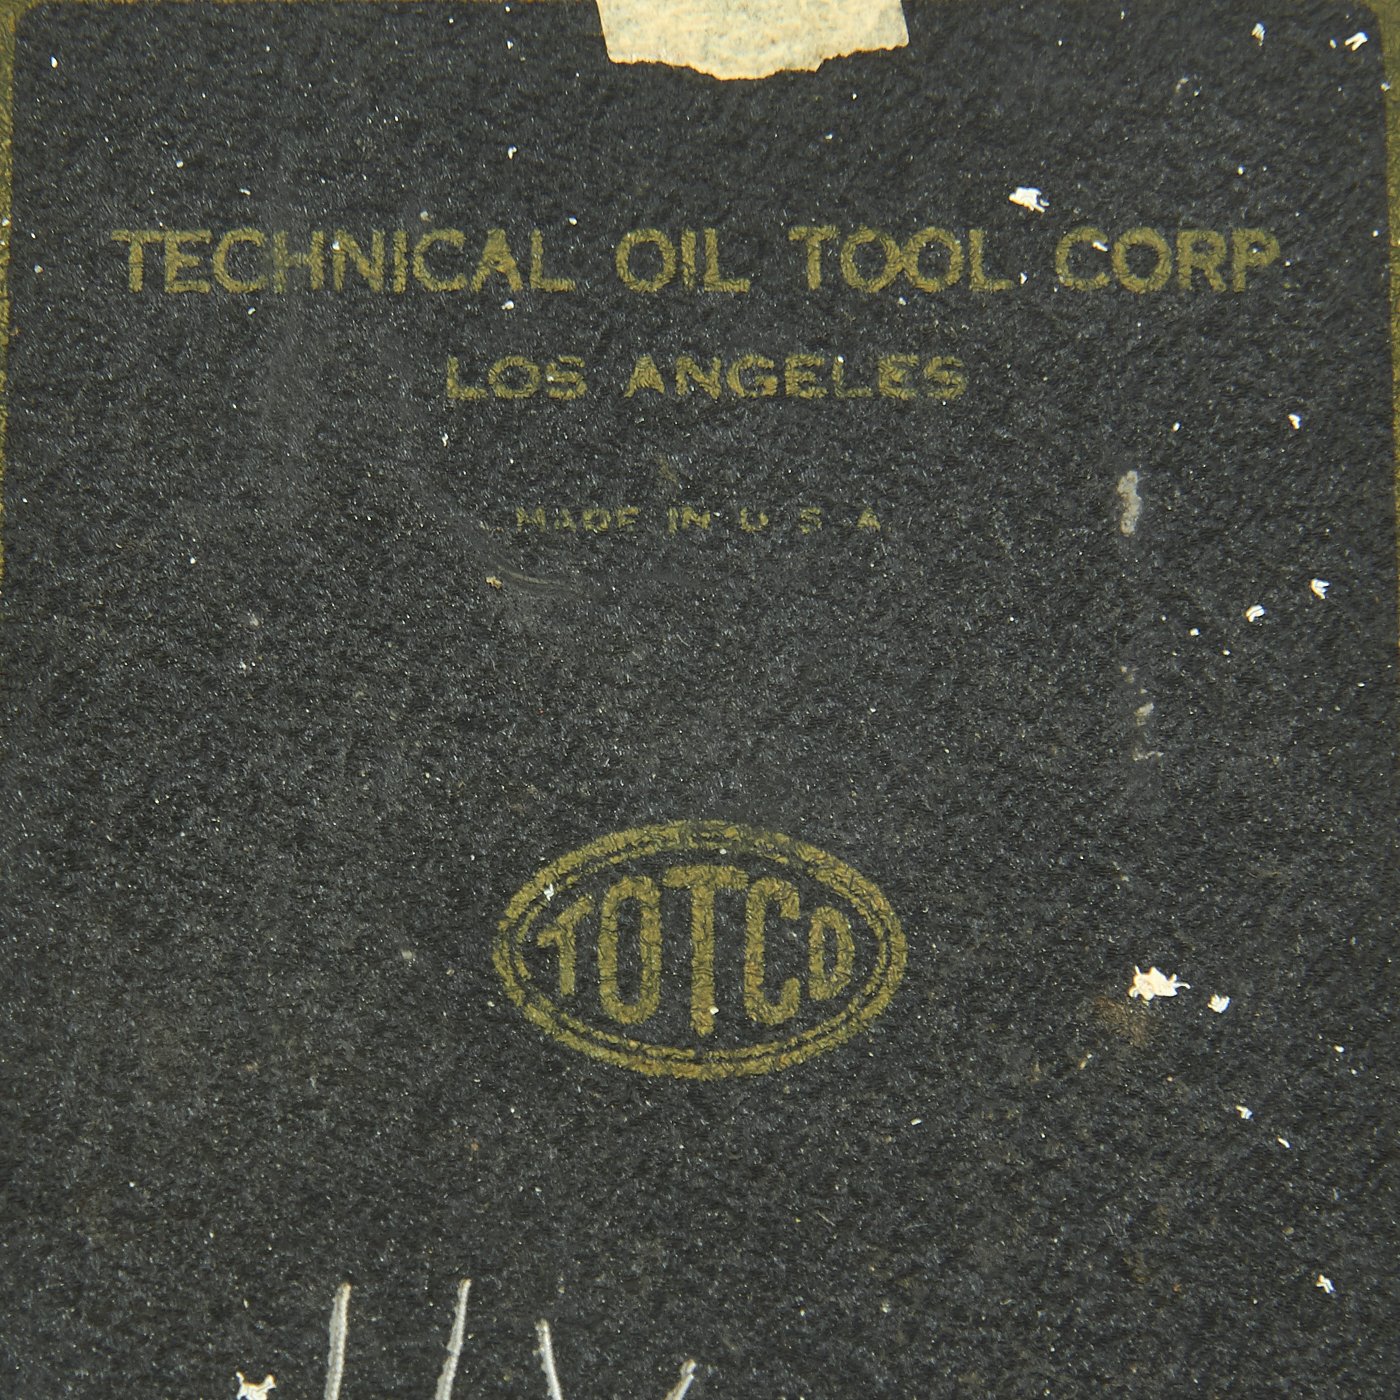 TECHNICAL OIL TOOL CORP.
LOS ANGELES
MADE IN U S A
TOTCO